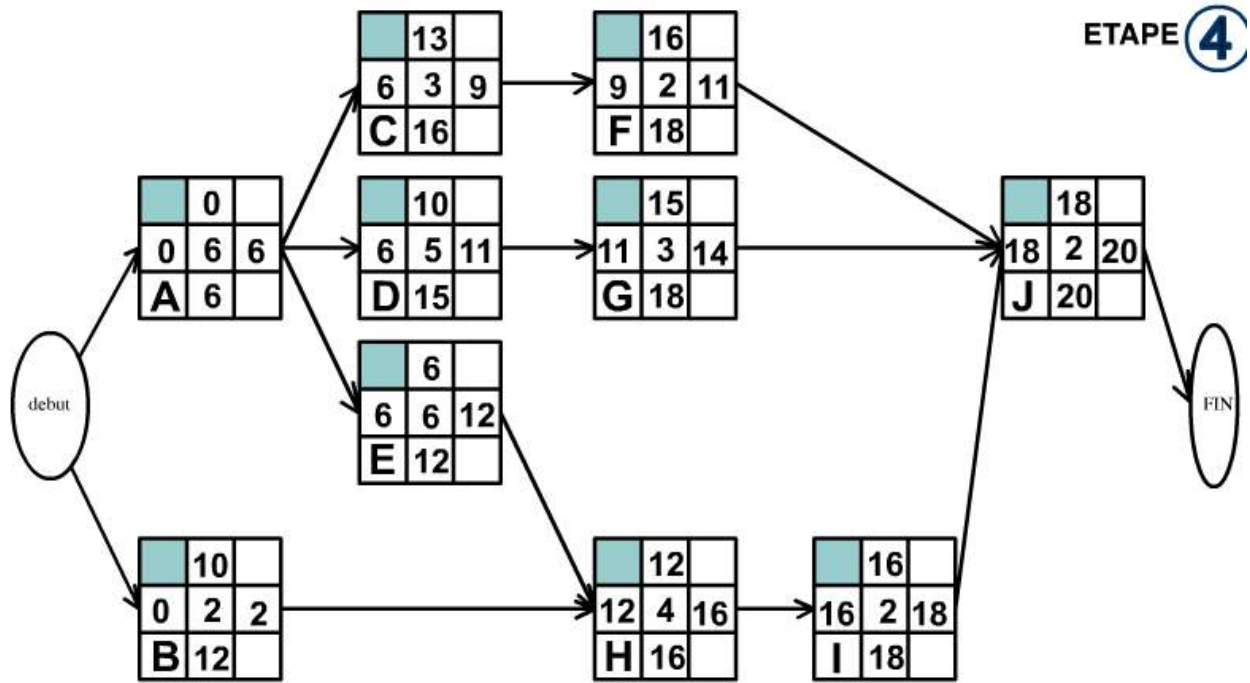 ETAPE 4
13
6 3 9
C 16
16
9 2 11
F 18
0
0 6 6
A 6
10
6 5 11
D 15
15
11 3 14
G 18
18
18 2 20
J 20
6
6 6 12
E 12
debut
FIN
10
0 2 2
B 12
12
12 4 16
H 16
16
16 2 18
I 18